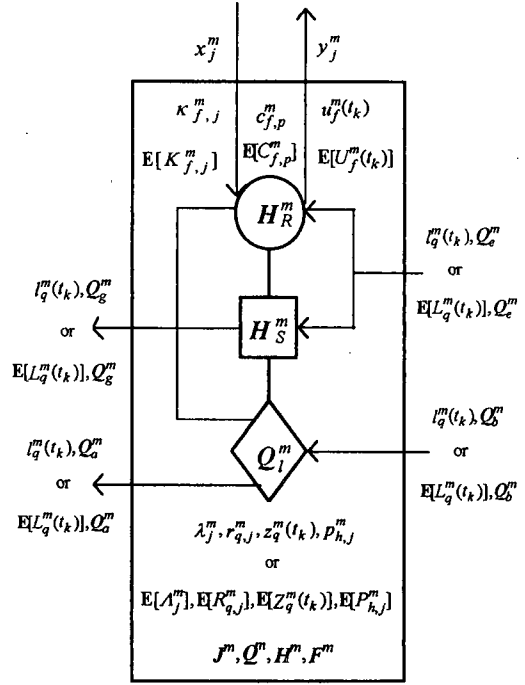 x_j^m y_j^m
κ_{f,j}^m c_{f,p}^m u_f^m(t_k)
E[K_{f,j}^m] E[C_{f,p}^m] E[U_f^m(t_k)]
H_R^m
l_q^m(t_k), Q_e^m
or
E[L_q^m(t_k)], Q_e^m
l_q^m(t_k), Q_g^m
or
E[L_q^m(t_k)], Q_g^m
H_S^m
l_q^m(t_k), Q_b^m
or
E[L_q^m(t_k)], Q_b^m
Q_l^m
l_q^m(t_k), Q_a^m
or
E[L_q^m(t_k)], Q_a^m
λ_j^m, r_{q,j}^m, z_q^m(t_k), p_{h,j}^m
or
E[Λ_j^m], E[R_{q,j}^m], E[Z_q^m(t_k)], E[P_{h,j}^m]
J^m, Q^m, H^m, F^m